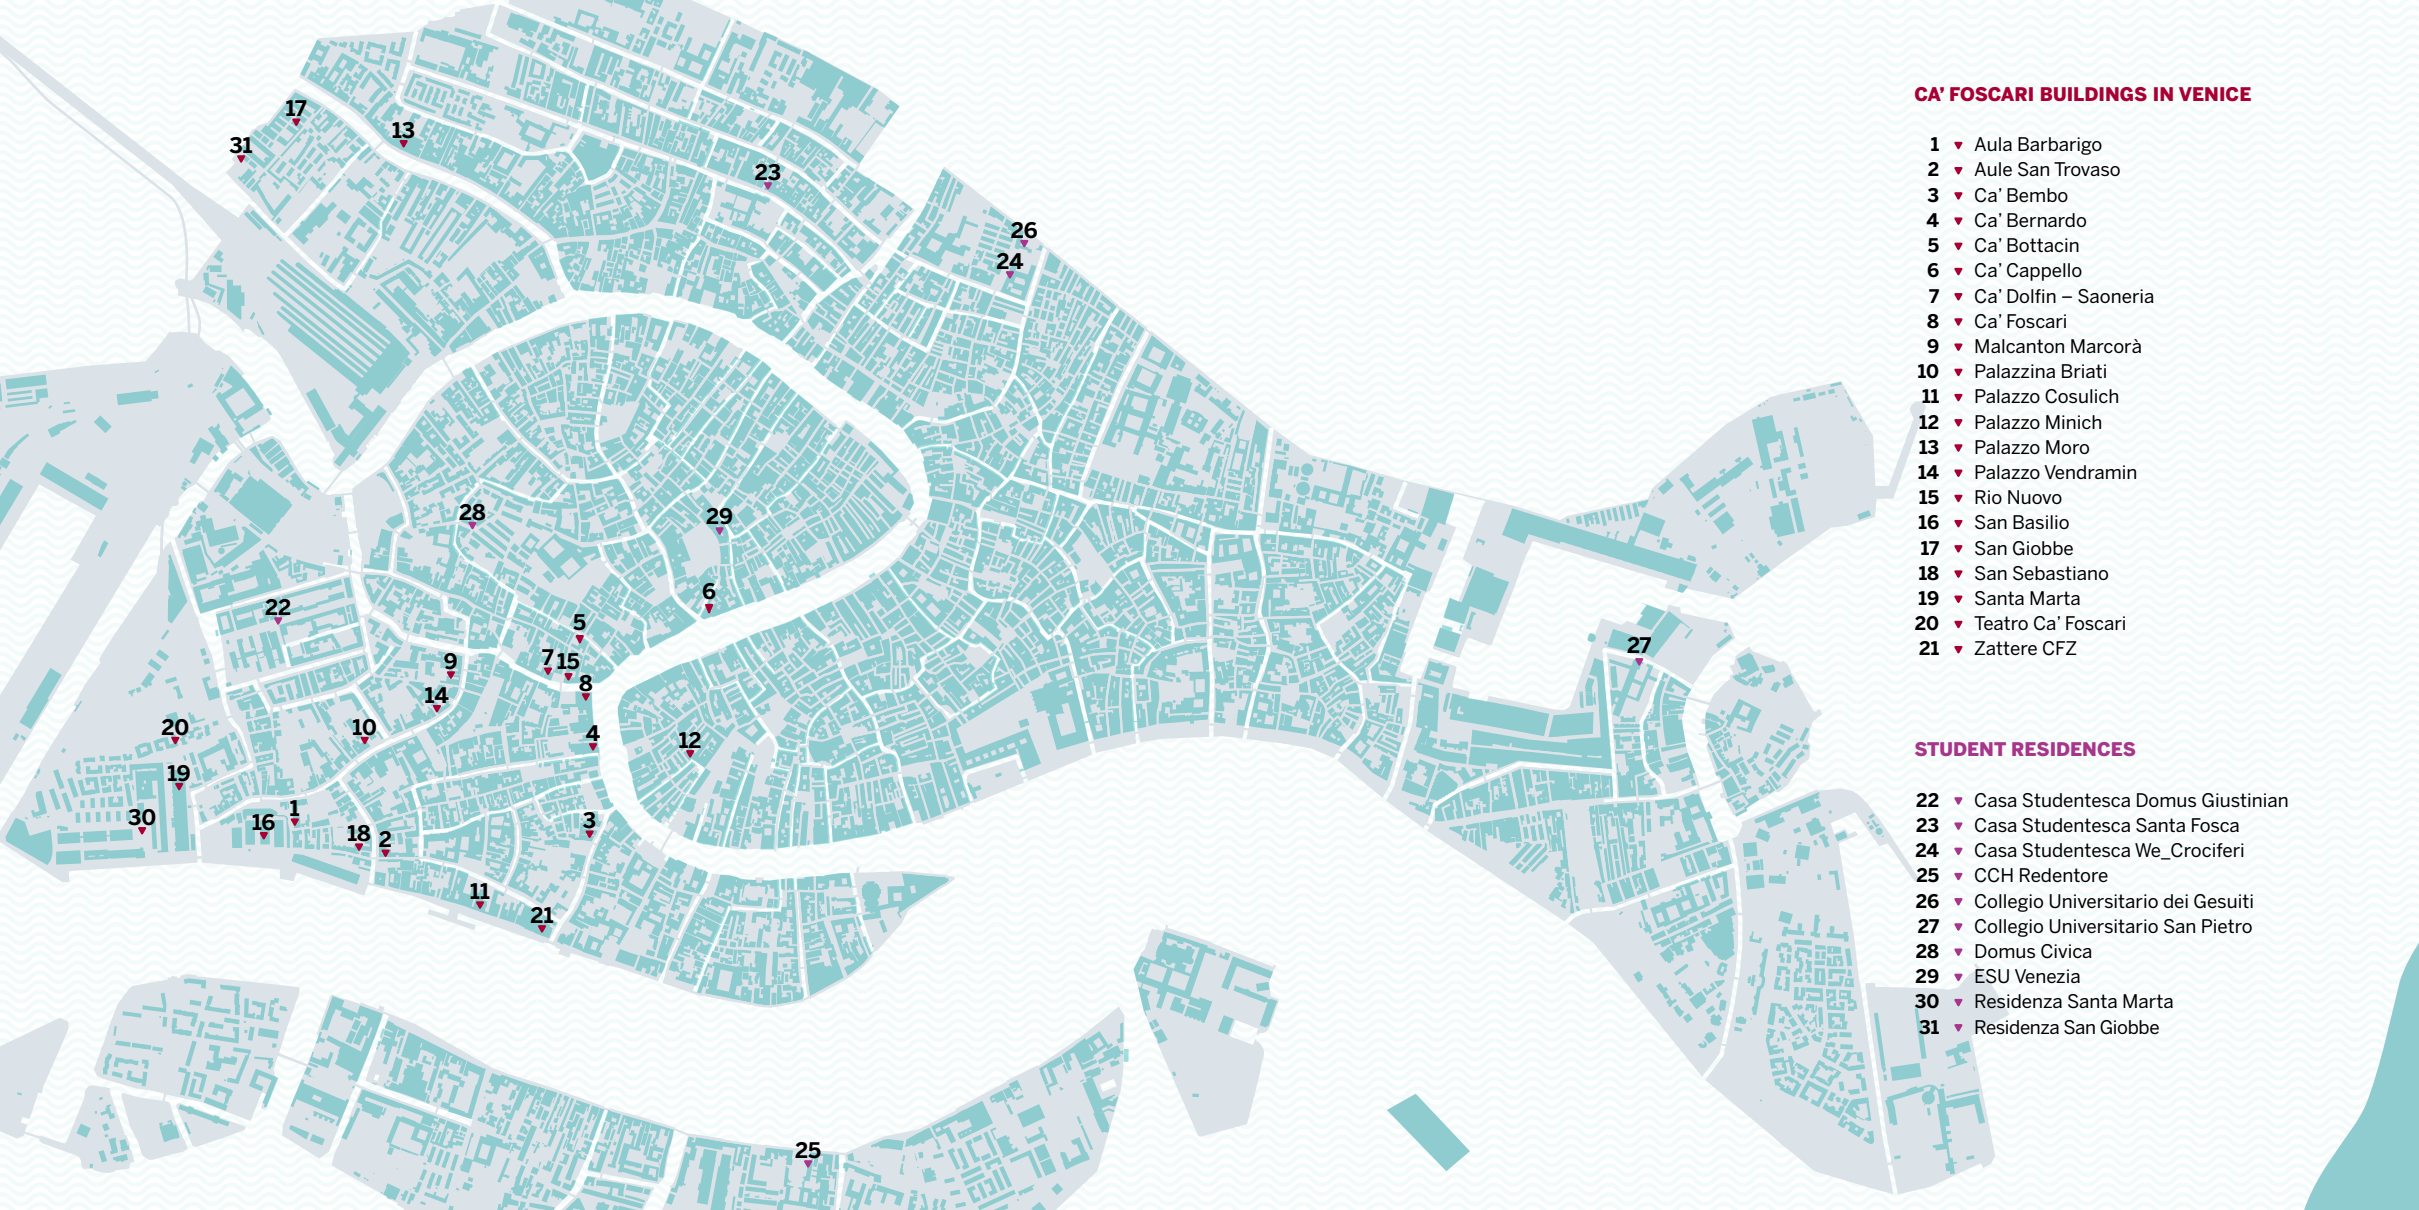 CA’ FOSCARI BUILDINGS IN VENICE
1 Aula Barbarigo
2 Aule San Trovaso
3 Ca’ Bembo
4 Ca’ Bernardo
5 Ca’ Bottacin
6 Ca’ Cappello
7 Ca’ Dolfin – Saoneria
8 Ca’ Foscari
9 Malcanton Marcorà
10 Palazzina Briati
11 Palazzo Cosulich
12 Palazzo Minich
13 Palazzo Moro
14 Palazzo Vendramin
15 Rio Nuovo
16 San Basilio
17 San Giobbe
18 San Sebastiano
19 Santa Marta
20 Teatro Ca’ Foscari
21 Zattere CFZ
STUDENT RESIDENCES
22 Casa Studentesca Domus Giustinian
23 Casa Studentesca Santa Fosca
24 Casa Studentesca We_Crociferi
25 CCH Redentore
26 Collegio Universitario dei Gesuiti
27 Collegio Universitario San Pietro
28 Domus Civica
29 ESU Venezia
30 Residenza Santa Marta
31 Residenza San Giobbe
17
13
31
23
26
24
28
29
6
22
5
7
15
9
8
14
20
10
4
12
19
1
30
16
18
2
3
11
21
27
25